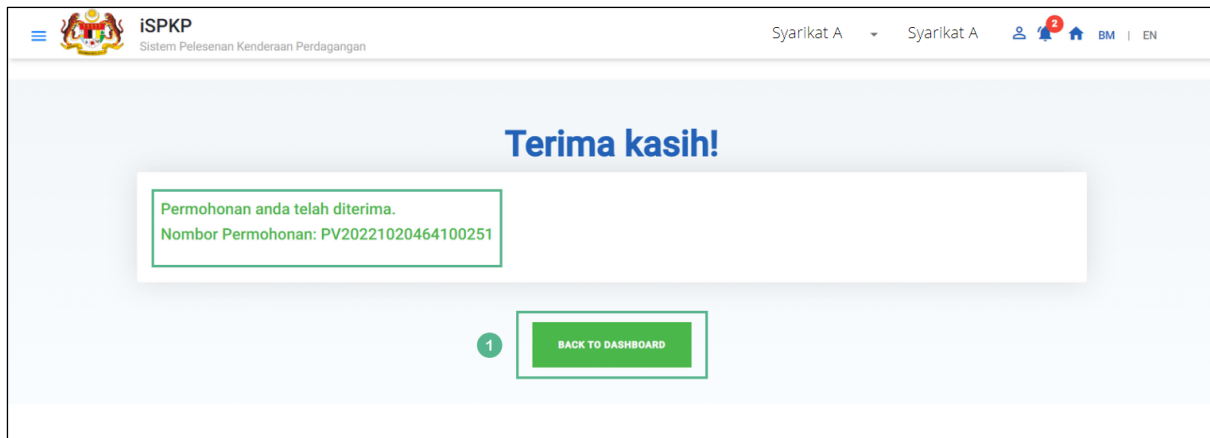 iSPKP
Sistem Pelesenan Kenderaan Perdagangan
Syarikat A Syarikat A 2 BM | EN
Terima kasih!
Permohonan anda telah diterima.
Nombor Permohonan: PV20221020464100251
1 BACK TO DASHBOARD